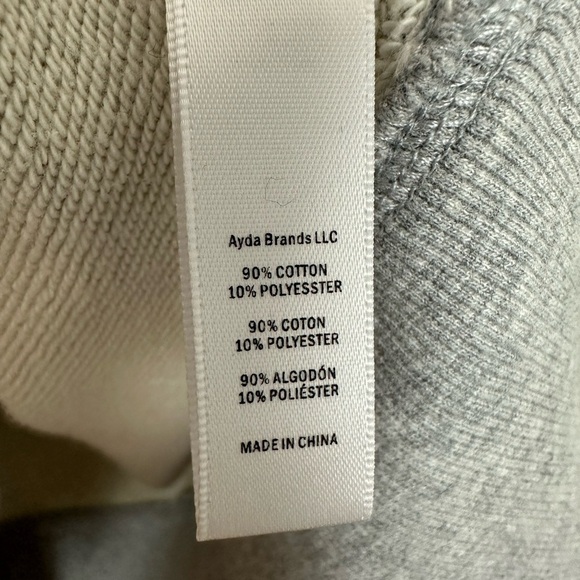 Ayda Brands LLC
90% COTTON
10% POLYESSTER
90% COTON
10% POLYESTER
90% ALGODÓN
10% POLIÉSTER
MADE IN CHINA